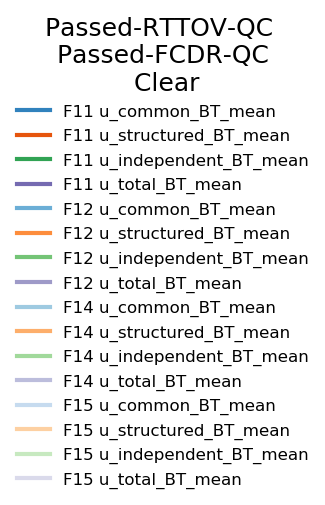 Passed-RTTOV-QC
Passed-FCDR-QC
Clear
F11 u_common_BT_mean
F11 u_structured_BT_mean
F11 u_independent_BT_mean
F11 u_total_BT_mean
F12 u_common_BT_mean
F12 u_structured_BT_mean
F12 u_independent_BT_mean
F12 u_total_BT_mean
F14 u_common_BT_mean
F14 u_structured_BT_mean
F14 u_independent_BT_mean
F14 u_total_BT_mean
F15 u_common_BT_mean
F15 u_structured_BT_mean
F15 u_independent_BT_mean
F15 u_total_BT_mean